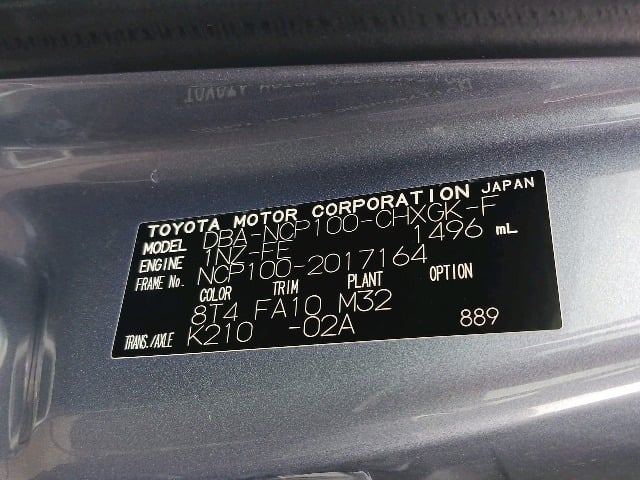 TOYOTA MOTOR CORPORATION JAPAN
MODEL DBA-NCP100-CHXGK-F
ENGINE 1NZ-FE 1496 mL
FRAME No. NCP100-2017164
COLOR TRIM PLANT OPTION
8T4 FA10 M32
TRANS./AXLE K210 -02A 889